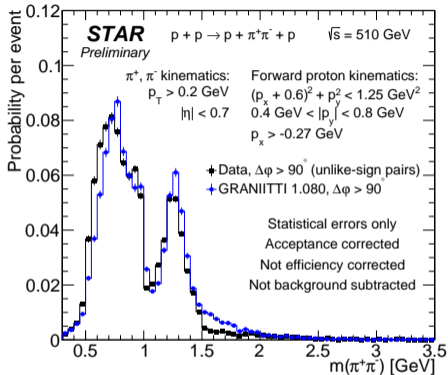 0.12
0.1
0.08
0.06
0.04
0.02
0
Probability per event
STAR
Preliminary
p + p → p + π⁺π⁻ + p
√s = 510 GeV
π⁺, π⁻ kinematics:
p_T > 0.2 GeV
|η| < 0.7
Forward proton kinematics:
(p_x + 0.6)² + p_y² < 1.25 GeV²
0.4 GeV < |p_y| < 0.8 GeV
p_x > -0.27 GeV
Data, Δφ > 90° (unlike-sign pairs)
GRANIITTI 1.080, Δφ > 90°
Statistical errors only
Acceptance corrected
Not efficiency corrected
Not background subtracted
0.5 1 1.5 2 2.5 3 3.5
m(π⁺π⁻) [GeV]